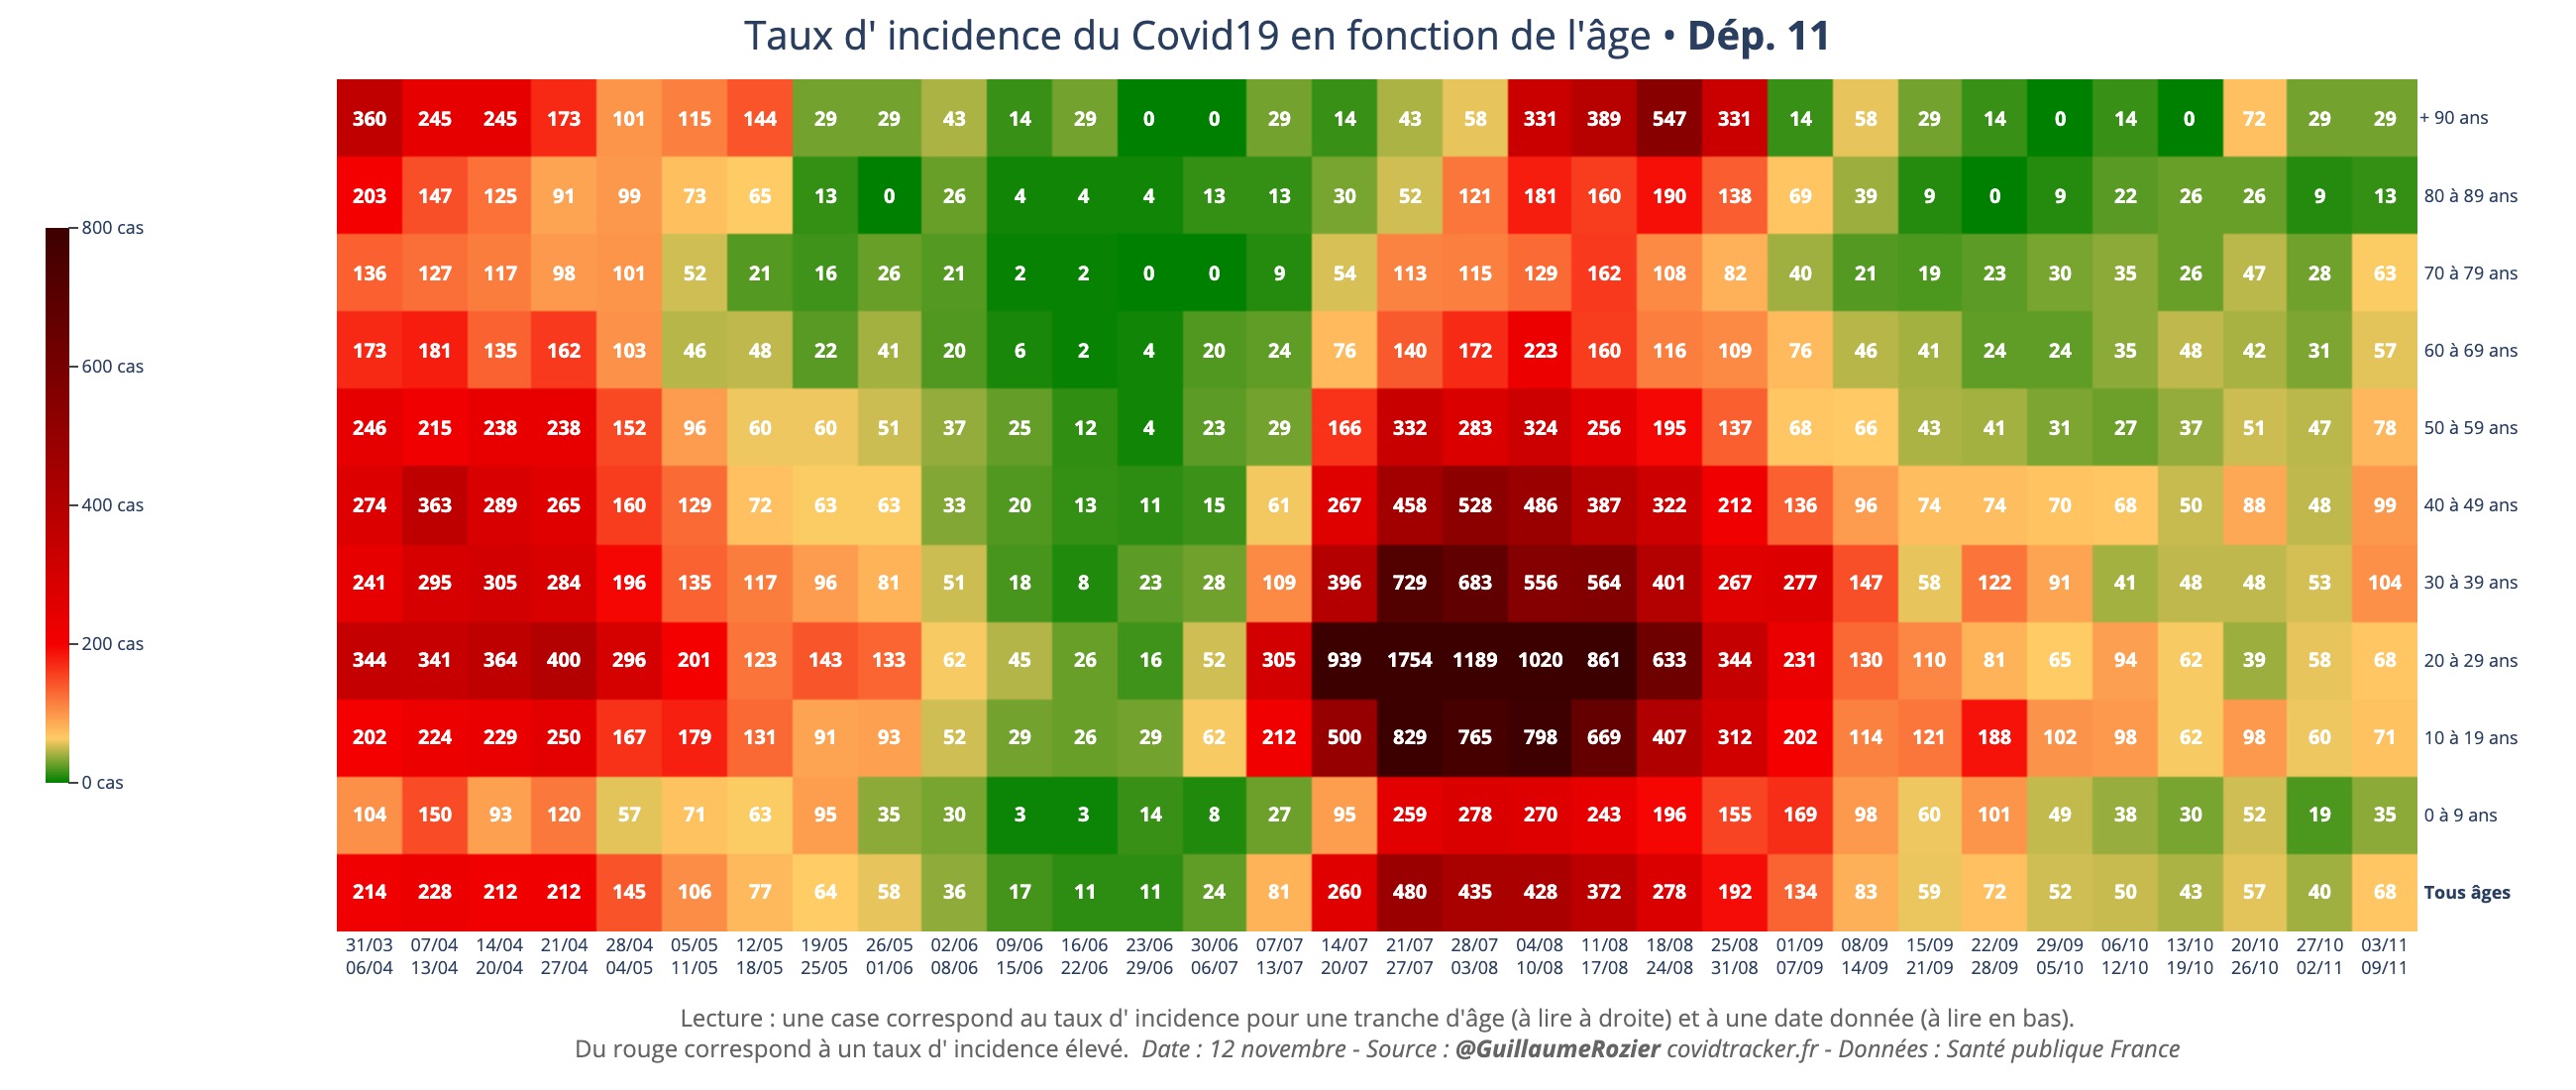 Taux d' incidence du Covid19 en fonction de l'âge • Dép. 11
800 cas
600 cas
400 cas
200 cas
0 cas
360 245 245 173 101 115 144 29 29 43 14 29 0 0 29 14 43 58 331 389 547 331 14 58 29 14 0 14 0 72 29 29 + 90 ans
203 147 125 91 99 73 65 13 0 26 4 4 4 13 13 30 52 121 181 160 190 138 69 39 9 0 9 22 26 26 9 13 80 à 89 ans
136 127 117 98 101 52 21 16 26 21 2 2 0 0 9 54 113 115 129 162 108 82 40 21 19 23 30 35 26 47 28 63 70 à 79 ans
173 181 135 162 103 46 48 22 41 20 6 2 4 20 24 76 140 172 223 160 116 109 76 46 41 24 24 35 48 42 31 57 60 à 69 ans
246 215 238 238 152 96 60 60 51 37 25 12 4 23 29 166 332 283 324 256 195 137 68 66 43 41 31 27 37 51 47 78 50 à 59 ans
274 363 289 265 160 129 72 63 63 33 20 13 11 15 61 267 458 528 486 387 322 212 136 96 74 74 70 68 50 88 48 99 40 à 49 ans
241 295 305 284 196 135 117 96 81 51 18 8 23 28 109 396 729 683 556 564 401 267 277 147 58 122 91 41 48 48 53 104 30 à 39 ans
344 341 364 400 296 201 123 143 133 62 45 26 16 52 305 939 1754 1189 1020 861 633 344 231 130 110 81 65 94 62 39 58 68 20 à 29 ans
202 224 229 250 167 179 131 91 93 52 29 26 29 62 212 500 829 765 798 669 407 312 202 114 121 188 102 98 62 98 60 71 10 à 19 ans
104 150 93 120 57 71 63 95 35 30 3 3 14 8 27 95 259 278 270 243 196 155 169 98 60 101 49 38 30 52 19 35 0 à 9 ans
214 228 212 212 145 106 77 64 58 36 17 11 11 24 81 260 480 435 428 372 278 192 134 83 59 72 52 50 43 57 40 68 Tous âges
31/03 07/04 14/04 21/04 28/04 05/05 12/05 19/05 26/05 02/06 09/06 16/06 23/06 30/06 07/07 14/07 21/07 28/07 04/08 11/08 18/08 25/08 01/09 08/09 15/09 22/09 29/09 06/10 13/10 20/10 27/10 03/11
06/04 13/04 20/04 27/04 04/05 11/05 18/05 25/05 01/06 08/06 15/06 22/06 29/06 06/07 13/07 20/07 27/07 03/08 10/08 17/08 24/08 31/08 07/09 14/09 21/09 28/09 05/10 12/10 19/10 26/10 02/11 09/11
Lecture : une case correspond au taux d' incidence pour une tranche d'âge (à lire à droite) et à une date donnée (à lire en bas).
Du rouge correspond à un taux d' incidence élevé. Date : 12 novembre - Source : @GuillaumeRozier covidtracker.fr - Données : Santé publique France